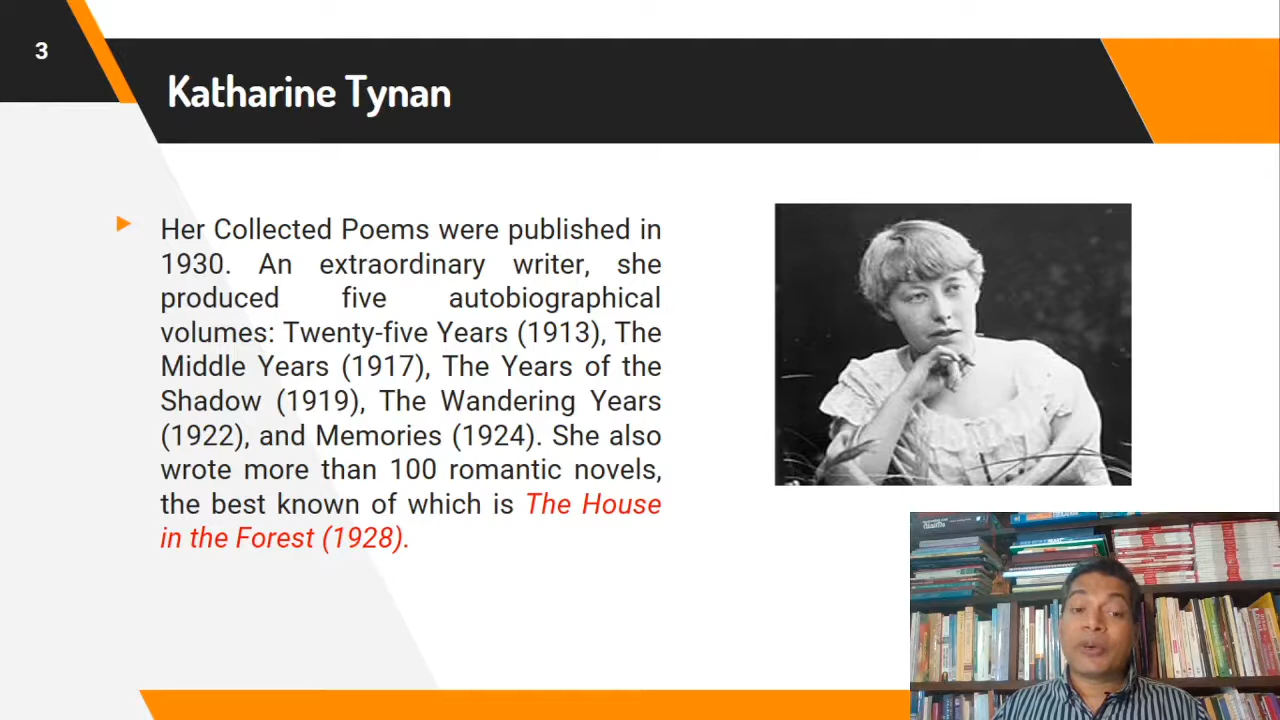 3
Katharine Tynan
Her Collected Poems were published in
1930. An extraordinary writer, she
produced five autobiographical
volumes: Twenty-five Years (1913), The
Middle Years (1917), The Years of the
Shadow (1919), The Wandering Years
(1922), and Memories (1924). She also
wrote more than 100 romantic novels,
the best known of which is The House
in the Forest (1928).